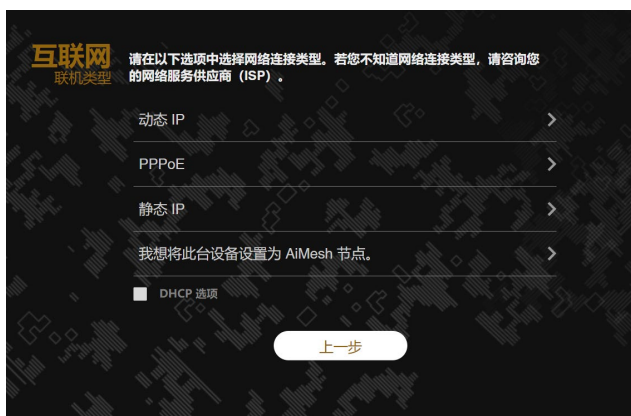 互联网
联机类型
请在以下选项中选择网络连接类型。若您不知道网络连接类型，请咨询您
的网络服务供应商（ISP）。
动态 IP
PPPoE
静态 IP
我想将此台设备设置为 AiMesh 节点。
DHCP 选项
上一步